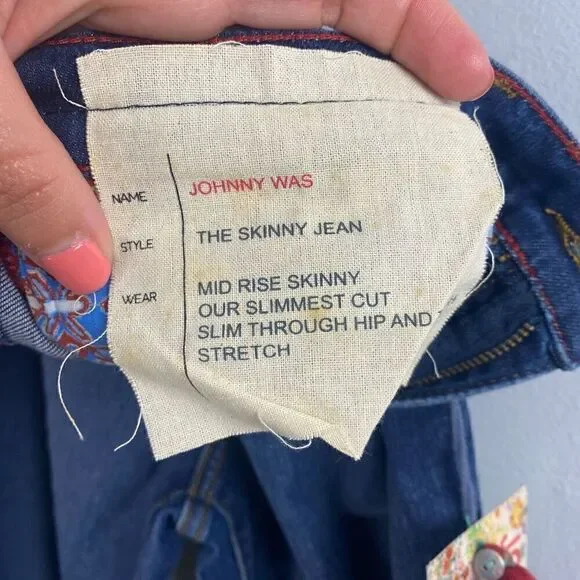 NAME JOHNNY WAS
STYLE THE SKINNY JEAN
WEAR MID RISE SKINNY
OUR SLIMMEST CUT
SLIM THROUGH HIP AND
STRETCH